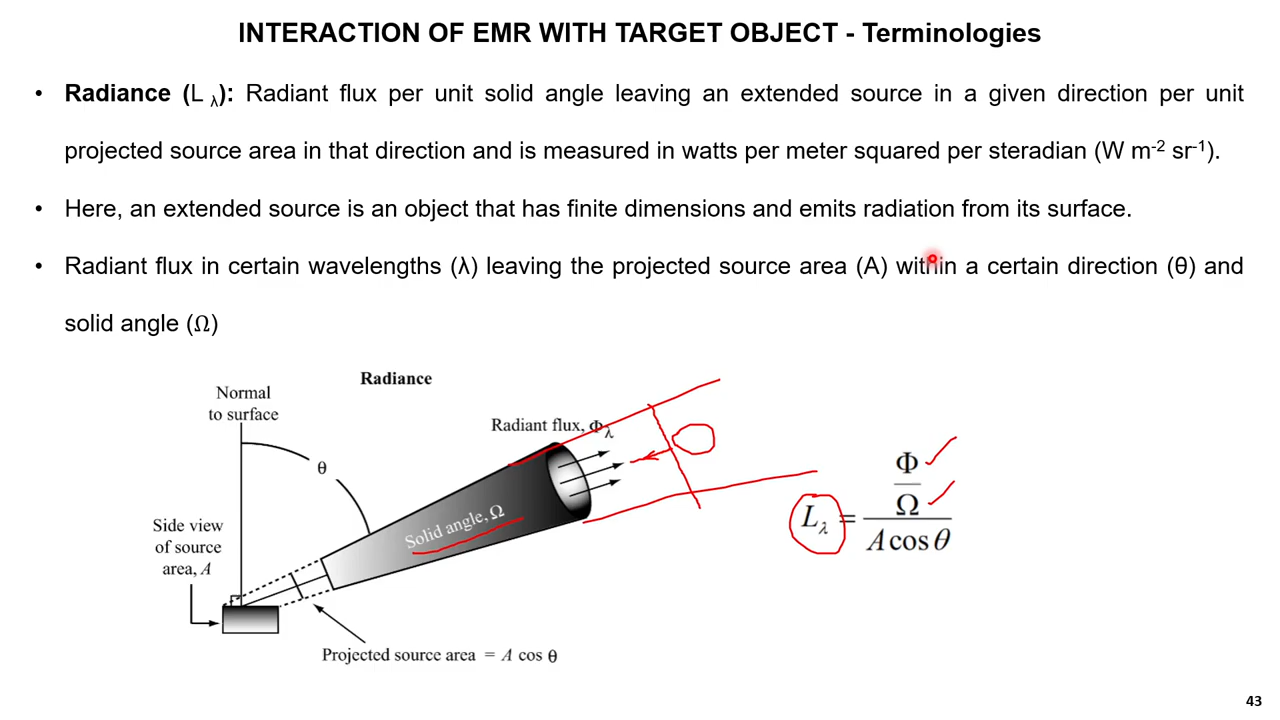 INTERACTION OF EMR WITH TARGET OBJECT - Terminologies
• Radiance (L λ): Radiant flux per unit solid angle leaving an extended source in a given direction per unit
projected source area in that direction and is measured in watts per meter squared per steradian (W m-2 sr-1).
• Here, an extended source is an object that has finite dimensions and emits radiation from its surface.
• Radiant flux in certain wavelengths (λ) leaving the projected source area (A) within a certain direction (θ) and
solid angle (Ω)
Radiance
Normal
to surface
Radiant flux, Φλ
θ
Solid angle, Ω
Side view
of source
area, A
Projected source area = A cos θ
Φ
Ω
Lλ =
A cos θ
43